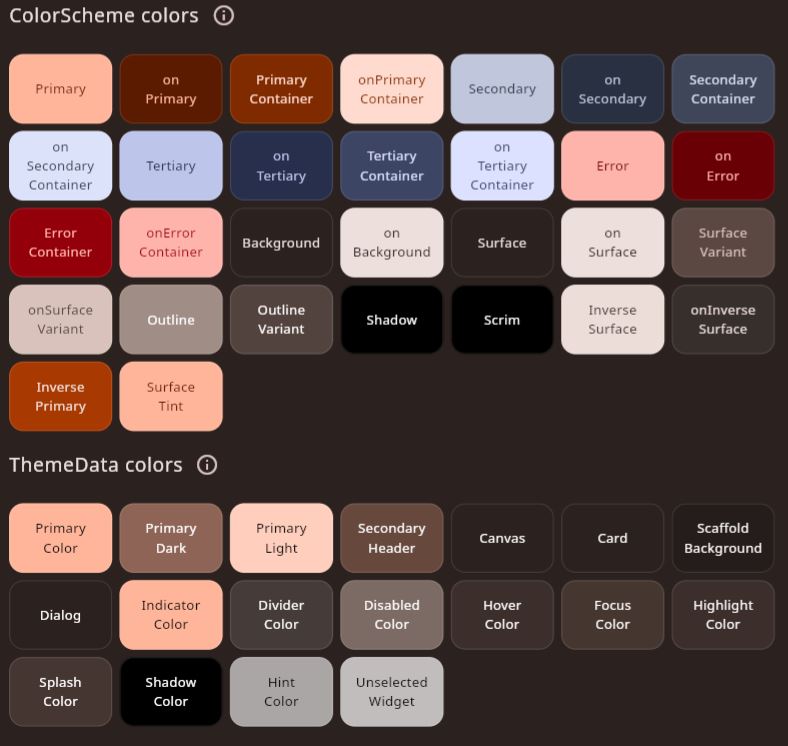 ColorScheme colors
Primary
on
Primary
Primary
Container
onPrimary
Container
Secondary
on
Secondary
Secondary
Container
on
Secondary
Container
Tertiary
on
Tertiary
Tertiary
Container
on
Tertiary
Container
Error
on
Error
Error
Container
onError
Container
Background
on
Background
Surface
on
Surface
Surface
Variant
onSurface
Variant
Outline
Outline
Variant
Shadow
Scrim
Inverse
Surface
onInverse
Surface
Inverse
Primary
Surface
Tint
ThemeData colors
Primary
Color
Primary
Dark
Primary
Light
Secondary
Header
Canvas
Card
Scaffold
Background
Dialog
Indicator
Color
Divider
Color
Disabled
Color
Hover
Color
Focus
Color
Highlight
Color
Splash
Color
Shadow
Color
Hint
Color
Unselected
Widget